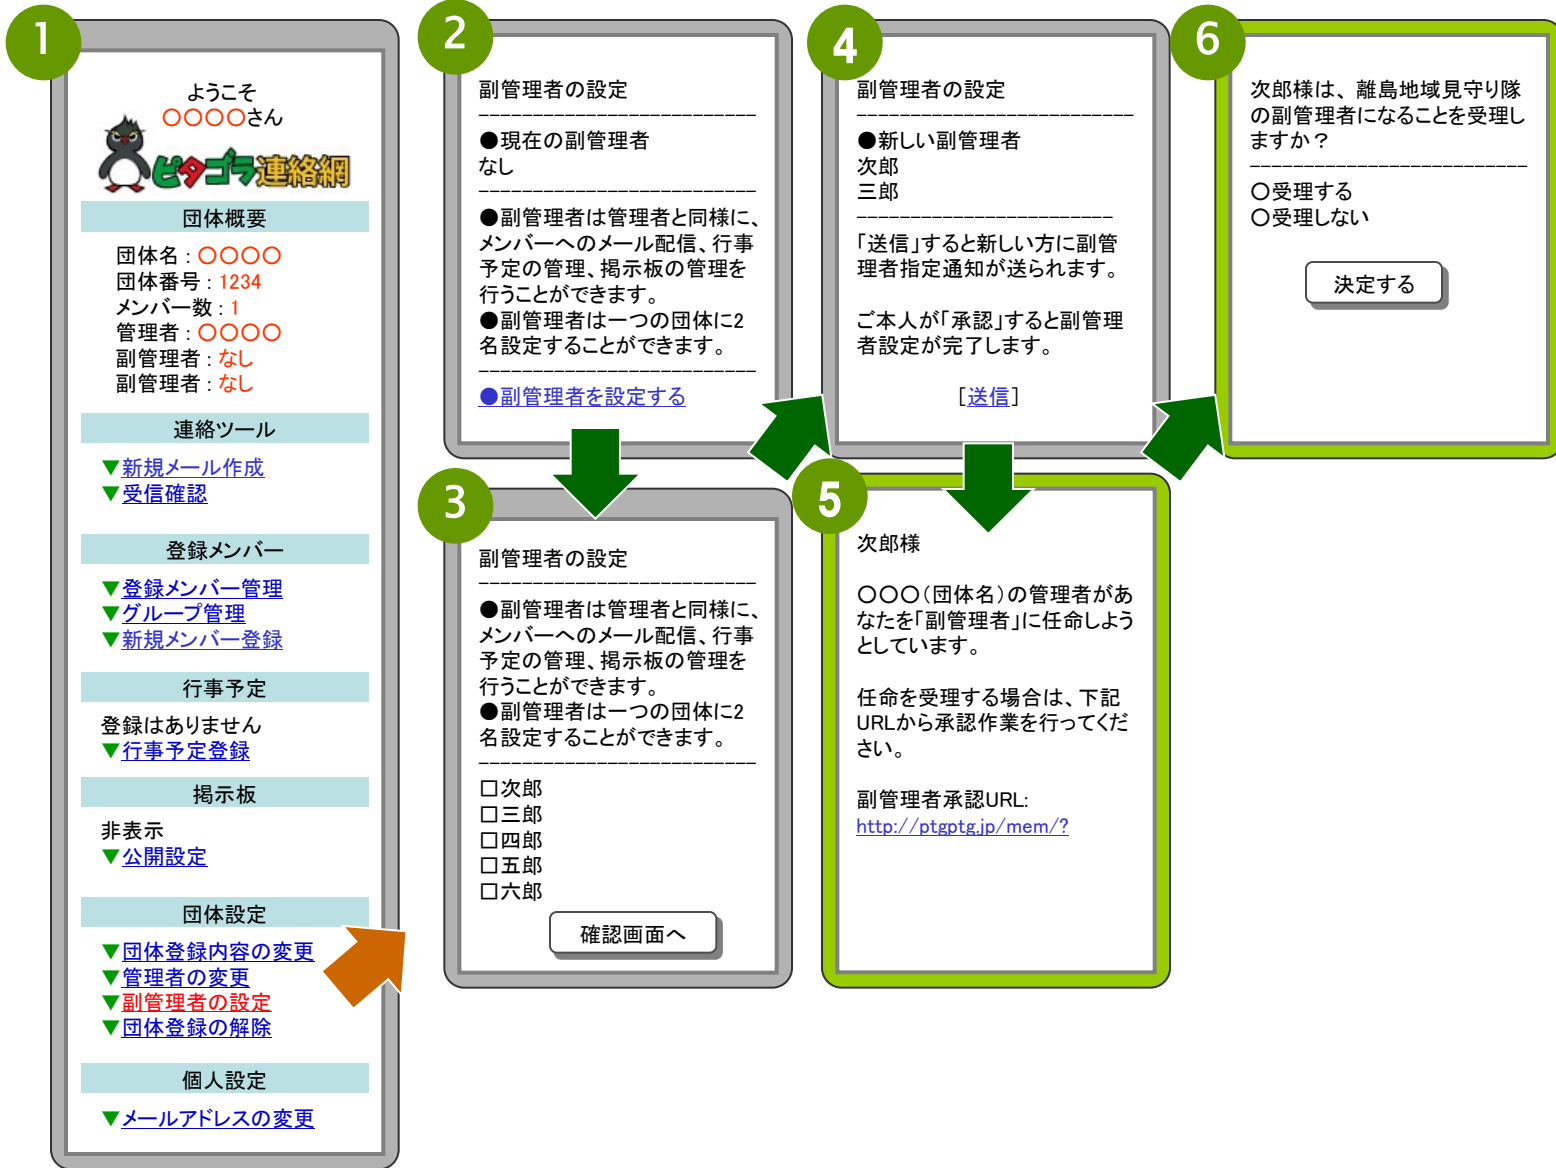 1
ようこそ
〇〇〇〇さん
ピタゴラ連絡網
団体概要
団体名：〇〇〇〇
団体番号：1234
メンバー数：1
管理者：〇〇〇〇
副管理者：なし
副管理者：なし
連絡ツール
▼新規メール作成
▼受信確認
登録メンバー
▼登録メンバー管理
▼グループ管理
▼新規メンバー登録
行事予定
登録はありません
▼行事予定登録
掲示板
非表示
▼公開設定
団体設定
▼団体登録内容の変更
▼管理者の変更
▼副管理者の設定
▼団体登録の解除
個人設定
▼メールアドレスの変更
2
副管理者の設定
--------------------------
●現在の副管理者
なし
--------------------------
●副管理者は管理者と同様に、
メンバーへのメール配信、行事
予定の管理、掲示板の管理を
行うことができます。
●副管理者は一つの団体に2
名設定することができます。
--------------------------
●副管理者を設定する
3
副管理者の設定
--------------------------
●副管理者は管理者と同様に、
メンバーへのメール配信、行事
予定の管理、掲示板の管理を
行うことができます。
●副管理者は一つの団体に2
名設定することができます。
--------------------------
□次郎
□三郎
□四郎
□五郎
□六郎
確認画面へ
4
副管理者の設定
--------------------------
●新しい副管理者
次郎
三郎
------------------------
「送信」すると新しい方に副管
理者指定通知が送られます。
ご本人が「承認」すると副管理
者設定が完了します。
[送信]
5
次郎様
〇〇〇（団体名）の管理者があ
なたを「副管理者」に任命しよう
としています。
任命を受理する場合は、下記
URLから承認作業を行ってくだ
さい。
副管理者承認URL:
http://ptgptg.jp/mem/?
6
次郎様は、離島地域見守り隊
の副管理者になることを受理し
ますか？
--------------------------
〇受理する
〇受理しない
決定する